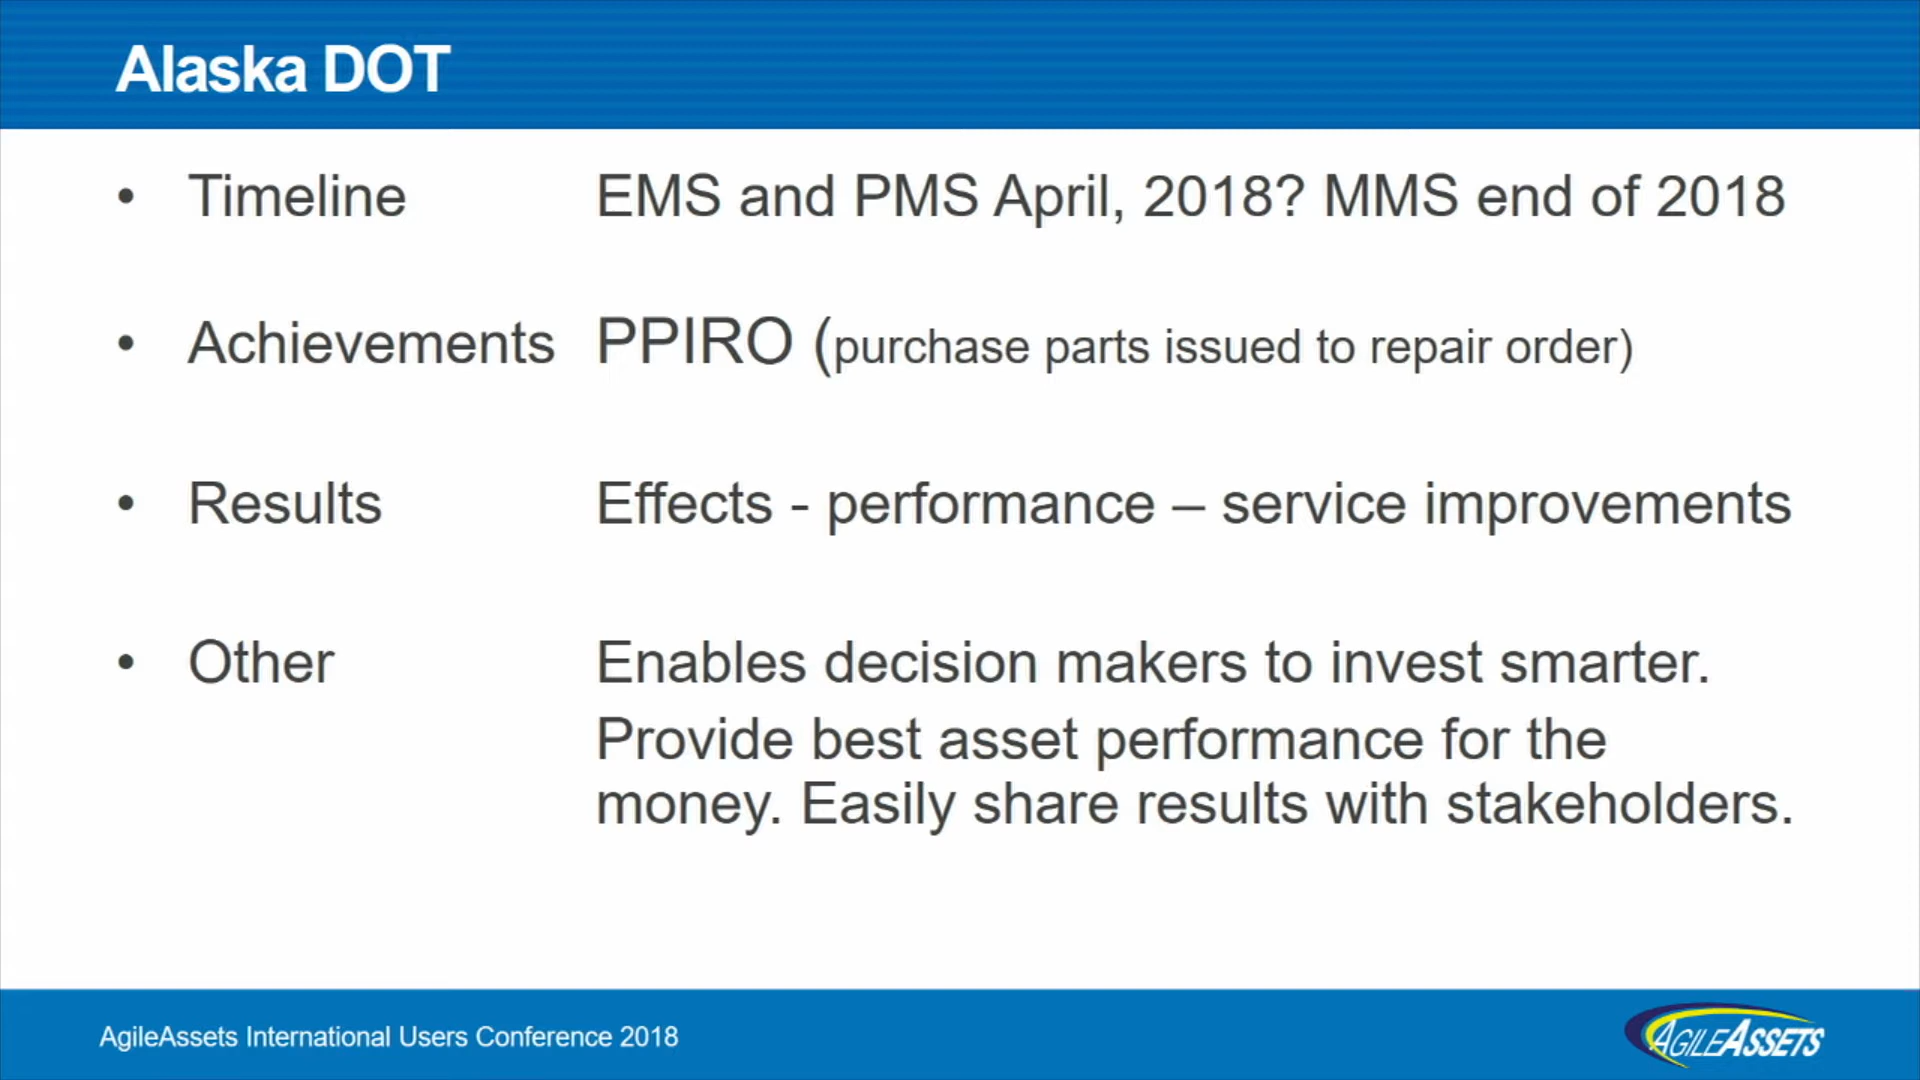 Alaska DOT
• Timeline EMS and PMS April, 2018? MMS end of 2018
• Achievements PPIRO (purchase parts issued to repair order)
• Results Effects - performance – service improvements
• Other Enables decision makers to invest smarter.
Provide best asset performance for the
money. Easily share results with stakeholders.
AgileAssets International Users Conference 2018
AGILEASSETS